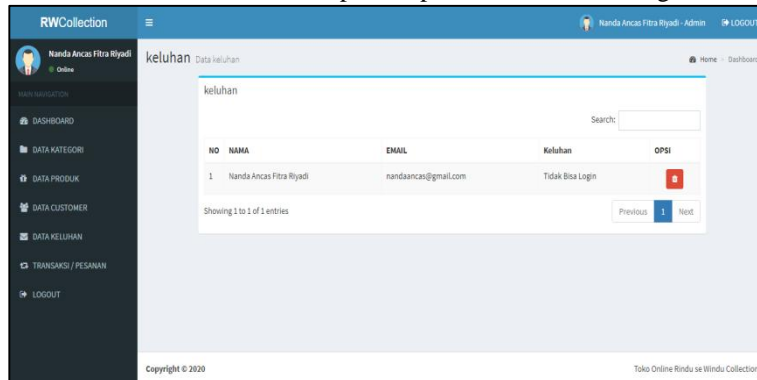 RWCollection
Nanda Ancas Fitra Riyadi - Admin LOGOUT
Nanda Ancas Fitra Riyadi
Online
keluhan Data keluhan
Home > Dashboard
MAIN NAVIGATION
DASHBOARD
DATA KATEGORI
DATA PRODUK
DATA CUSTOMER
DATA KELUHAN
TRANSAKSI / PESANAN
LOGOUT
keluhan
Search:
NO NAMA EMAIL Keluhan OPSI
1 Nanda Ancas Fitra Riyadi nandaancas@gmail.com Tidak Bisa Login
Showing 1 to 1 of 1 entries
Previous 1 Next
Copyright © 2020
Toko Online Rindu se Windu Collection